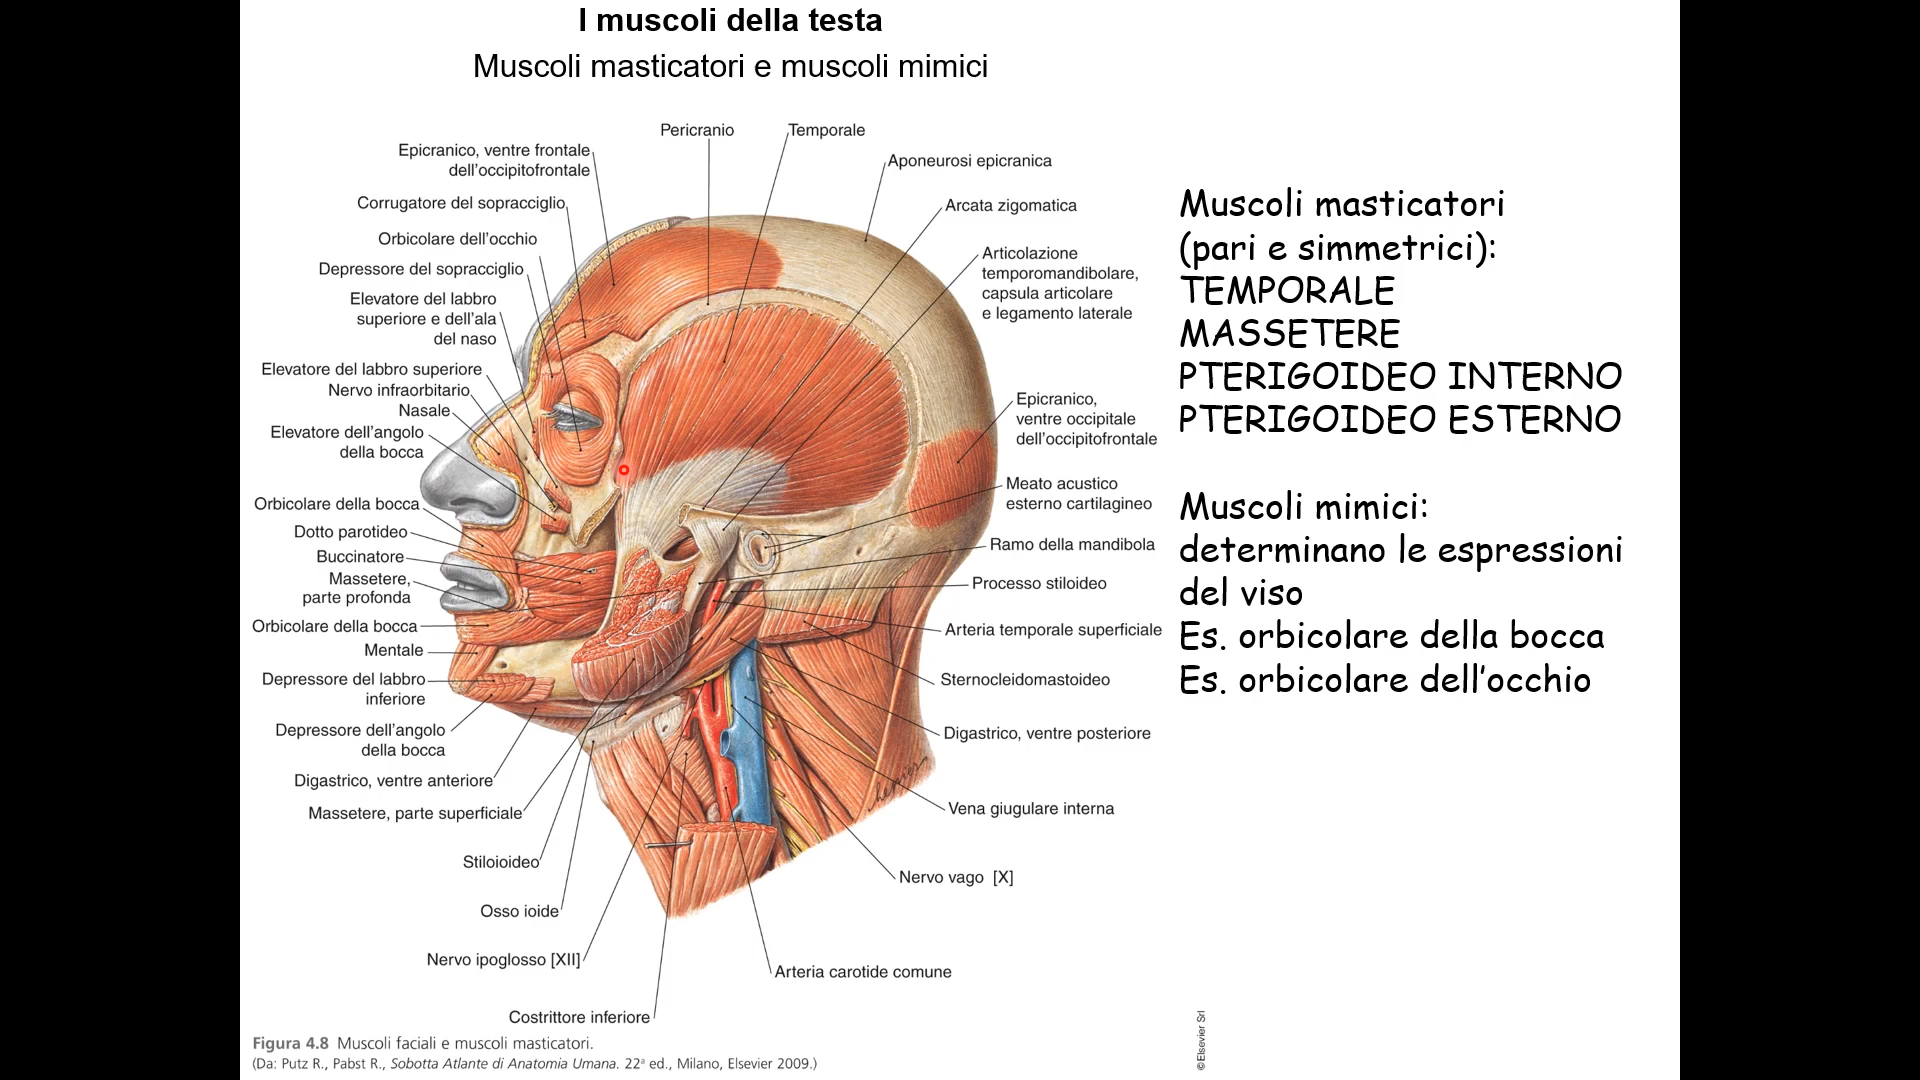 I muscoli della testa
Muscoli masticatori e muscoli mimici
Pericranio
Temporale
Epicranico, ventre frontale
dell'occipitofrontale
Aponeurosi epicranica
Corrugatore del sopracciglio
Arcata zigomatica
Orbicolare dell'occhio
Depressore del sopracciglio
Articolazione
temporomandibolare,
capsula articolare
e legamento laterale
Elevatore del labbro
superiore e dell'ala
del naso
Elevatore del labbro superiore
Nervo infraorbitario
Nasale
Elevatore dell'angolo
della bocca
Epicranico,
ventre occipitale
dell'occipitofrontale
Meato acustico
esterno cartilagineo
Orbicolare della bocca
Dotto parotideo
Buccinatore
Massetere,
parte profonda
Ramo della mandibola
Processo stiloideo
Orbicolare della bocca
Arteria temporale superficiale
Mentale
Depressore del labbro
inferiore
Sternocleidomastoideo
Depressore dell'angolo
della bocca
Digastrico, ventre posteriore
Digastrico, ventre anteriore
Massetere, parte superficiale
Vena giugulare interna
Stiloioideo
Nervo vago [X]
Osso ioide
Nervo ipoglosso [XII]
Arteria carotide comune
Costrittore inferiore
Figura 4.8 Muscoli facciali e muscoli masticatori.
(Da: Putz R., Pabst R., Sobotta Atlante di Anatomia Umana. 22ª ed., Milano, Elsevier 2009.)
©Elsevier Srl
Muscoli masticatori
(pari e simmetrici):
TEMPORALE
MASSETERE
PTERIGOIDEO INTERNO
PTERIGOIDEO ESTERNO
Muscoli mimici:
determinano le espressioni
del viso
Es. orbicolare della bocca
Es. orbicolare dell'occhio